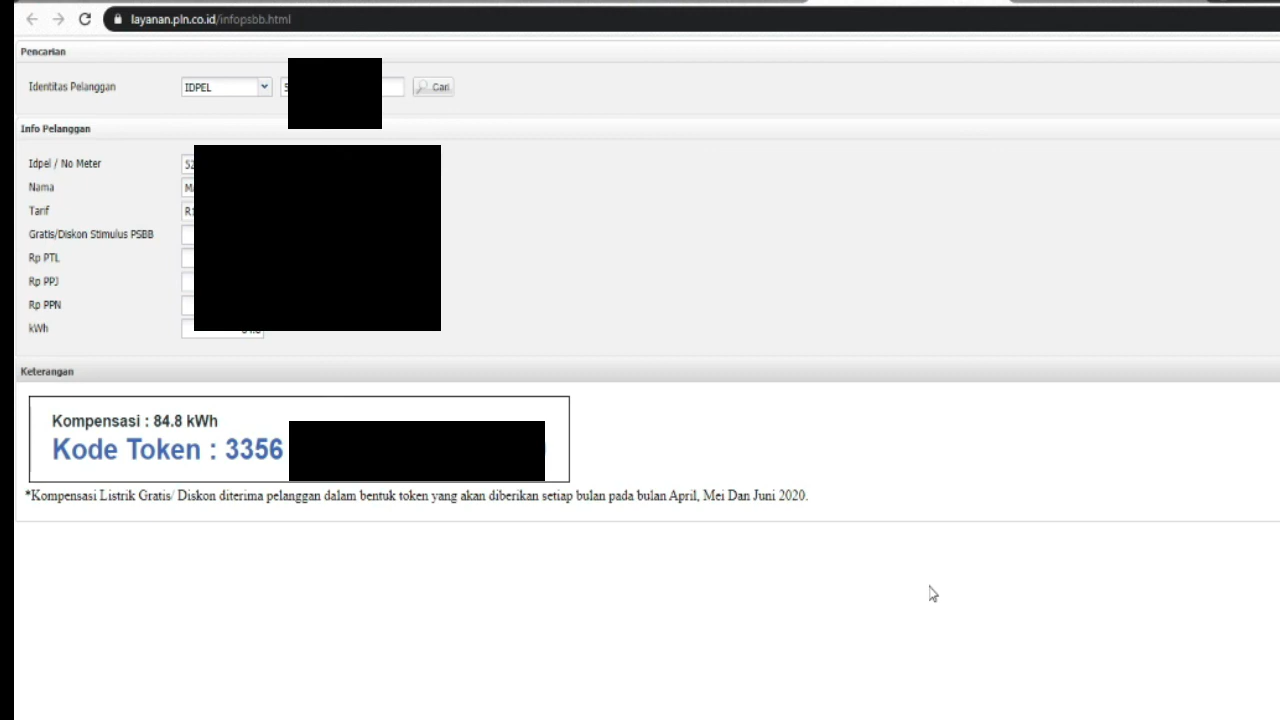 layanan.pln.co.id/infopsbb.html
Pencarian
Identitas Pelanggan IDPEL Cari
Info Pelanggan
Idpel / No Meter 52
Nama
Tarif
Gratis/Diskon Stimulus PSBB
Rp PTL
Rp PPJ
Rp PPN
kWh
Keterangan
Kompensasi : 84.8 kWh
Kode Token : 3356
*Kompensasi Listrik Gratis/ Diskon diterima pelanggan dalam bentuk token yang akan diberikan setiap bulan pada bulan April, Mei Dan Juni 2020.